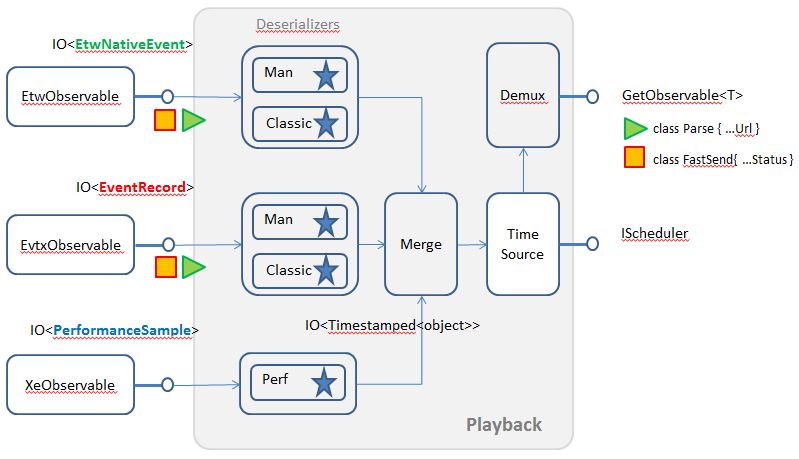 Deserializers
IO<EtwNativeEvent>
EtwObservable
Man
Classic
Demux
GetObservable<T>
class Parse { ...Url }
class FastSend{ ...Status }
IO<EventRecord>
EvtxObservable
Man
Classic
Merge
Time
Source
IScheduler
IO<Timestamped<object>>
IO<PerformanceSample>
XeObservable
Perf
Playback